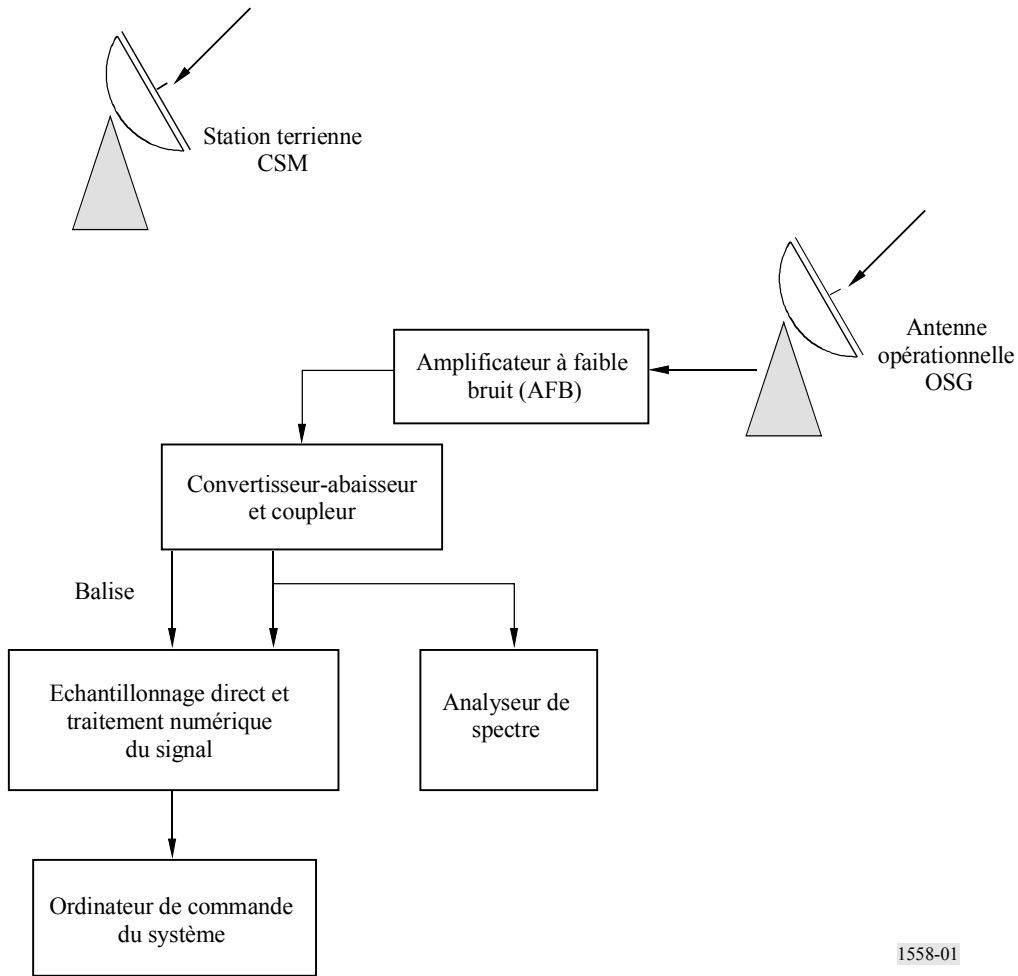 Station terrienne
CSM
Antenne
opérationnelle
OSG
Amplificateur à faible
bruit (AFB)
Convertisseur-abaisseur
et coupleur
Balise
Echantillonnage direct et
traitement numérique
du signal
Analyseur de
spectre
Ordinateur de commande
du système
1558-01